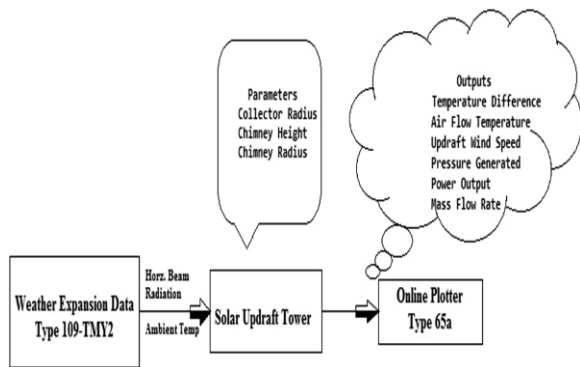 Parameters
Collector Radius
Chimney Height
Chimney Radius
Outputs
Temperature Difference
Air Flow Temperature
Updraft Wind Speed
Pressure Generated
Power Output
Mass Flow Rate
Weather Expansion Data
Type 109-TMY2
Horz. Beam
Radiation
Ambient Temp
Solar Updraft Tower
Online Plotter
Type 65a